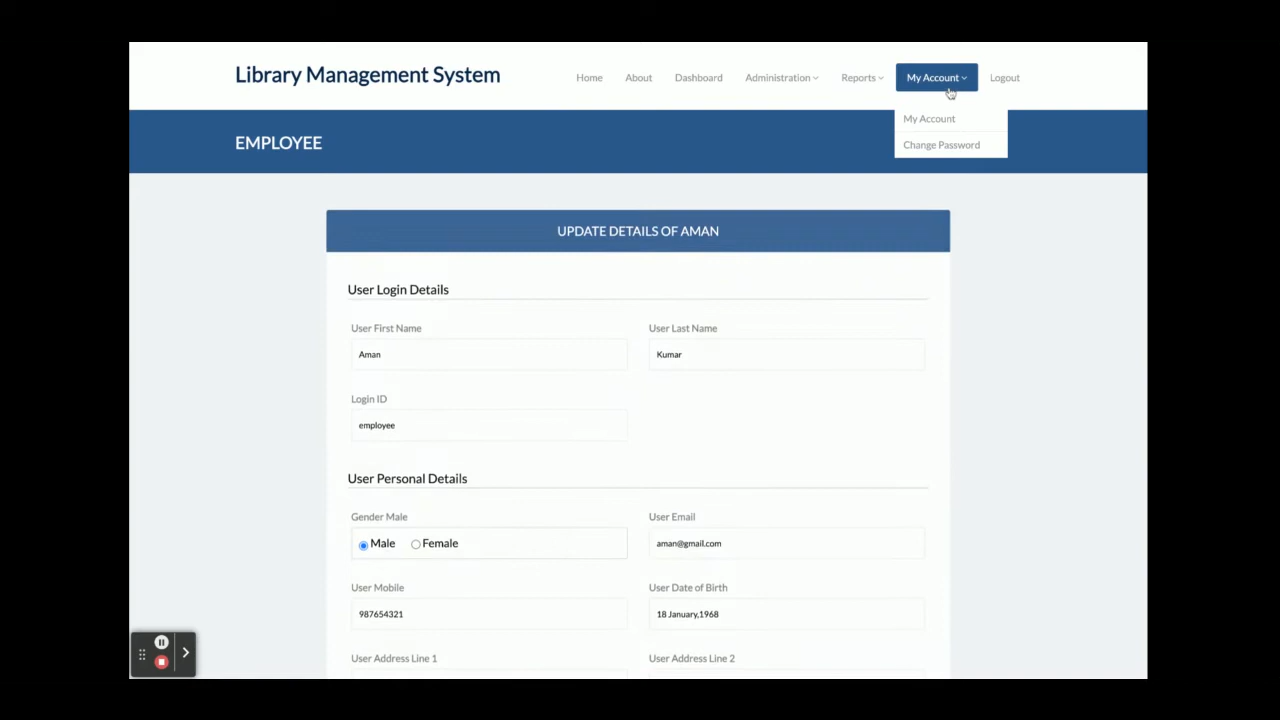 Library Management System
Home About Dashboard Administration Reports My Account Logout
My Account
Change Password
EMPLOYEE
UPDATE DETAILS OF AMAN
User Login Details
User First Name User Last Name
Aman Kumar
Login ID
employee
User Personal Details
Gender Male User Email
Male Female aman@gmail.com
User Mobile User Date of Birth
987654321 18 January,1968
User Address Line 1 User Address Line 2